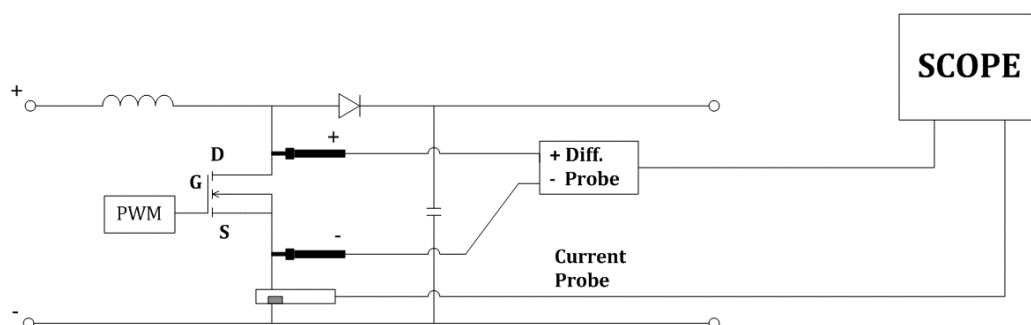 SCOPE
+
+
D
+ Diff.
- Probe
G
PWM
S
-
Current
Probe
-